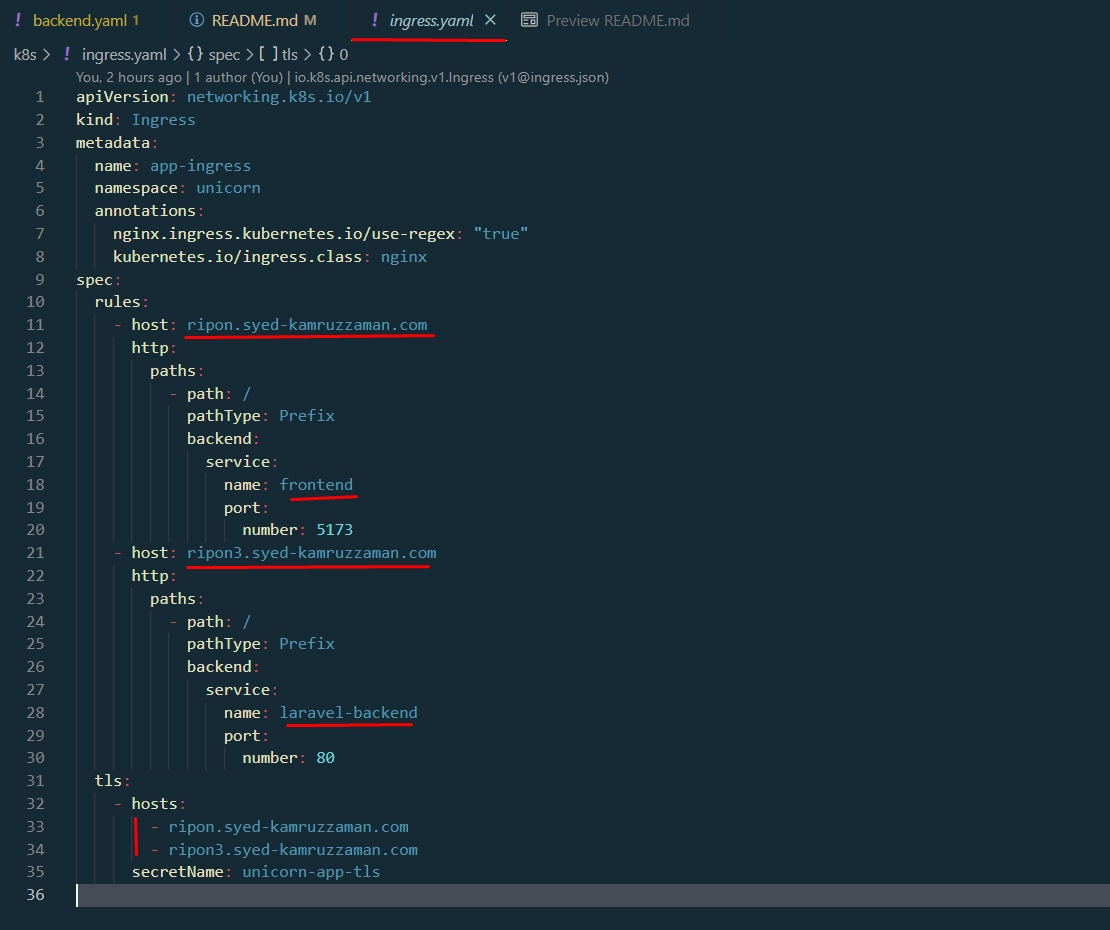 ! backend.yaml 1 README.md M ! ingress.yaml × Preview README.md
k8s > ! ingress.yaml > {} spec > [ ] tls > {} 0
You, 2 hours ago | 1 author (You) | io.k8s.api.networking.v1.Ingress (v1@ingress.json)
1 apiVersion: networking.k8s.io/v1
2 kind: Ingress
3 metadata:
4 name: app-ingress
5 namespace: unicorn
6 annotations:
7 nginx.ingress.kubernetes.io/use-regex: "true"
8 kubernetes.io/ingress.class: nginx
9 spec:
10 rules:
11 - host: ripon.syed-kamruzzaman.com
12 http:
13 paths:
14 - path: /
15 pathType: Prefix
16 backend:
17 service:
18 name: frontend
19 port:
20 number: 5173
21 - host: ripon3.syed-kamruzzaman.com
22 http:
23 paths:
24 - path: /
25 pathType: Prefix
26 backend:
27 service:
28 name: laravel-backend
29 port:
30 number: 80
31 tls:
32 - hosts:
33 - ripon.syed-kamruzzaman.com
34 - ripon3.syed-kamruzzaman.com
35 secretName: unicorn-app-tls
36